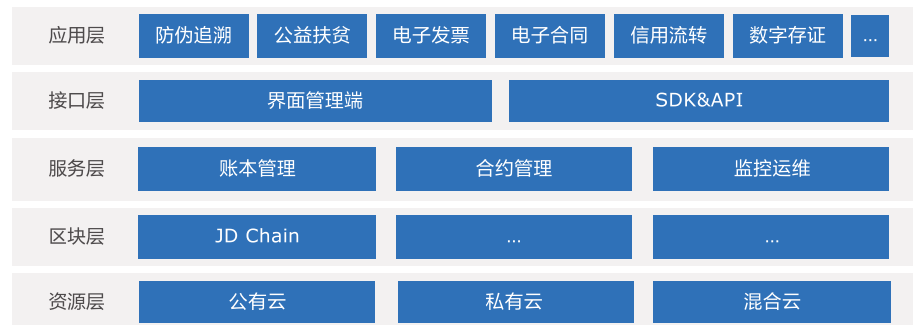 应用层 防伪追溯 公益扶贫 电子发票 电子合同 信用流转 数字存证 ...
接口层 界面管理端 SDK&API
服务层 账本管理 合约管理 监控运维
区块层 JD Chain ... ...
资源层 公有云 私有云 混合云